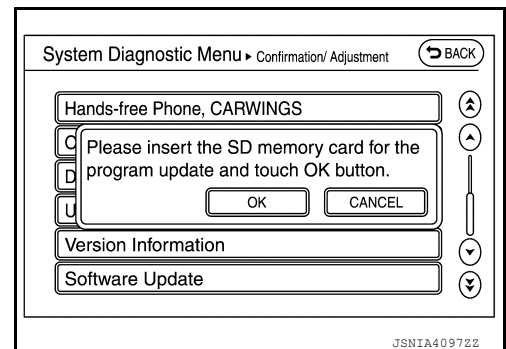 System Diagnostic Menu ▸ Confirmation/ Adjustment
BACK
Hands-free Phone, CARWINGS
C
Please insert the SD memory card for the
D
program update and touch OK button.
U
OK
CANCEL
Version Information
Software Update
JSNIA4097ZZ